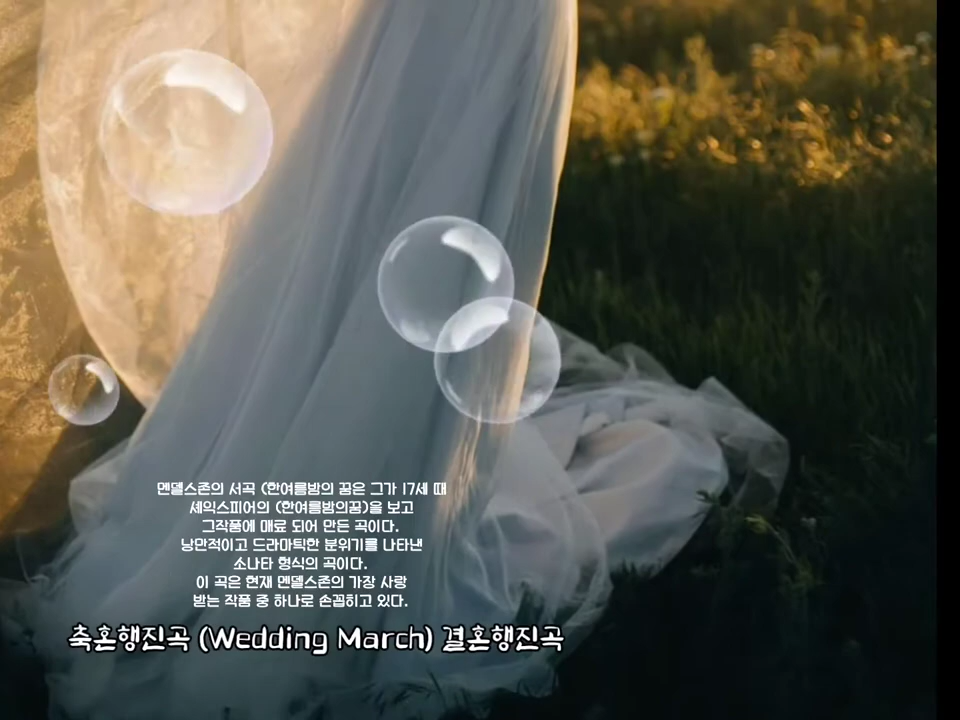 멘델스존의 서곡 (한여름밤의 꿈은 그가 17세 때
셰익스피어의 (한여름밤의꿈)을 보고
그작품에 매료 되어 만든 곡이다.
낭만적이고 드라마틱한 분위기를 나타낸
소나타 형식의 곡이다.
이 곡은 현재 멘델스존의 가장 사랑
받는 작품 중 하나로 손꼽히고 있다.
축혼행진곡 (Wedding March) 결혼행진곡